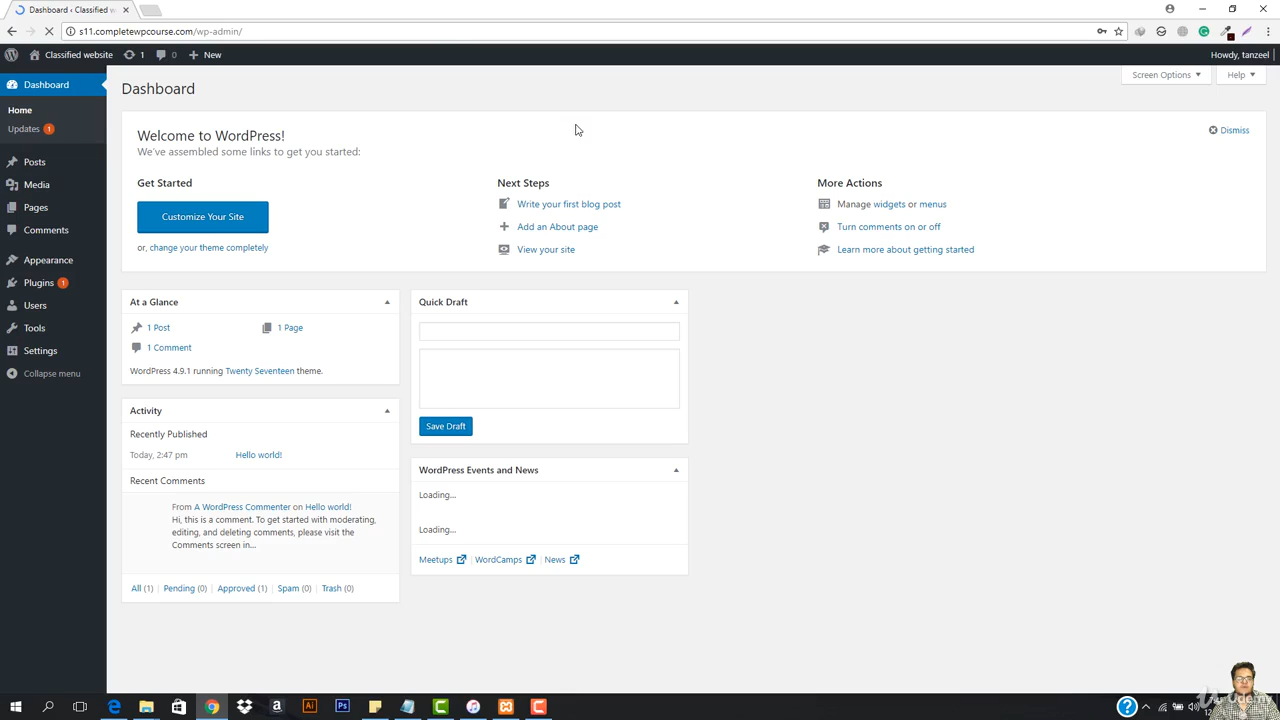 Dashboard ‹ Classified w
s11.completewpcourse.com/wp-admin/
Classified website 1 0 New
Howdy, tanzeel
Dashboard
Home
Updates 1
Posts
Media
Pages
Comments
Appearance
Plugins 1
Users
Tools
Settings
Collapse menu
Screen Options
Help
Dashboard
Welcome to WordPress!
We've assembled some links to get you started:
Dismiss
Get Started
Customize Your Site
or, change your theme completely
Next Steps
Write your first blog post
Add an About page
View your site
More Actions
Manage widgets or menus
Turn comments on or off
Learn more about getting started
At a Glance
1 Post
1 Page
1 Comment
WordPress 4.9.1 running Twenty Seventeen theme.
Activity
Recently Published
Today, 2:47 pm Hello world!
Recent Comments
From A WordPress Commenter on Hello world!
Hi, this is a comment. To get started with moderating,
editing, and deleting comments, please visit the
Comments screen in...
All (1) | Pending (0) | Approved (1) | Spam (0) | Trash (0)
Quick Draft
Save Draft
WordPress Events and News
Loading...
Loading...
Meetups | WordCamps | News